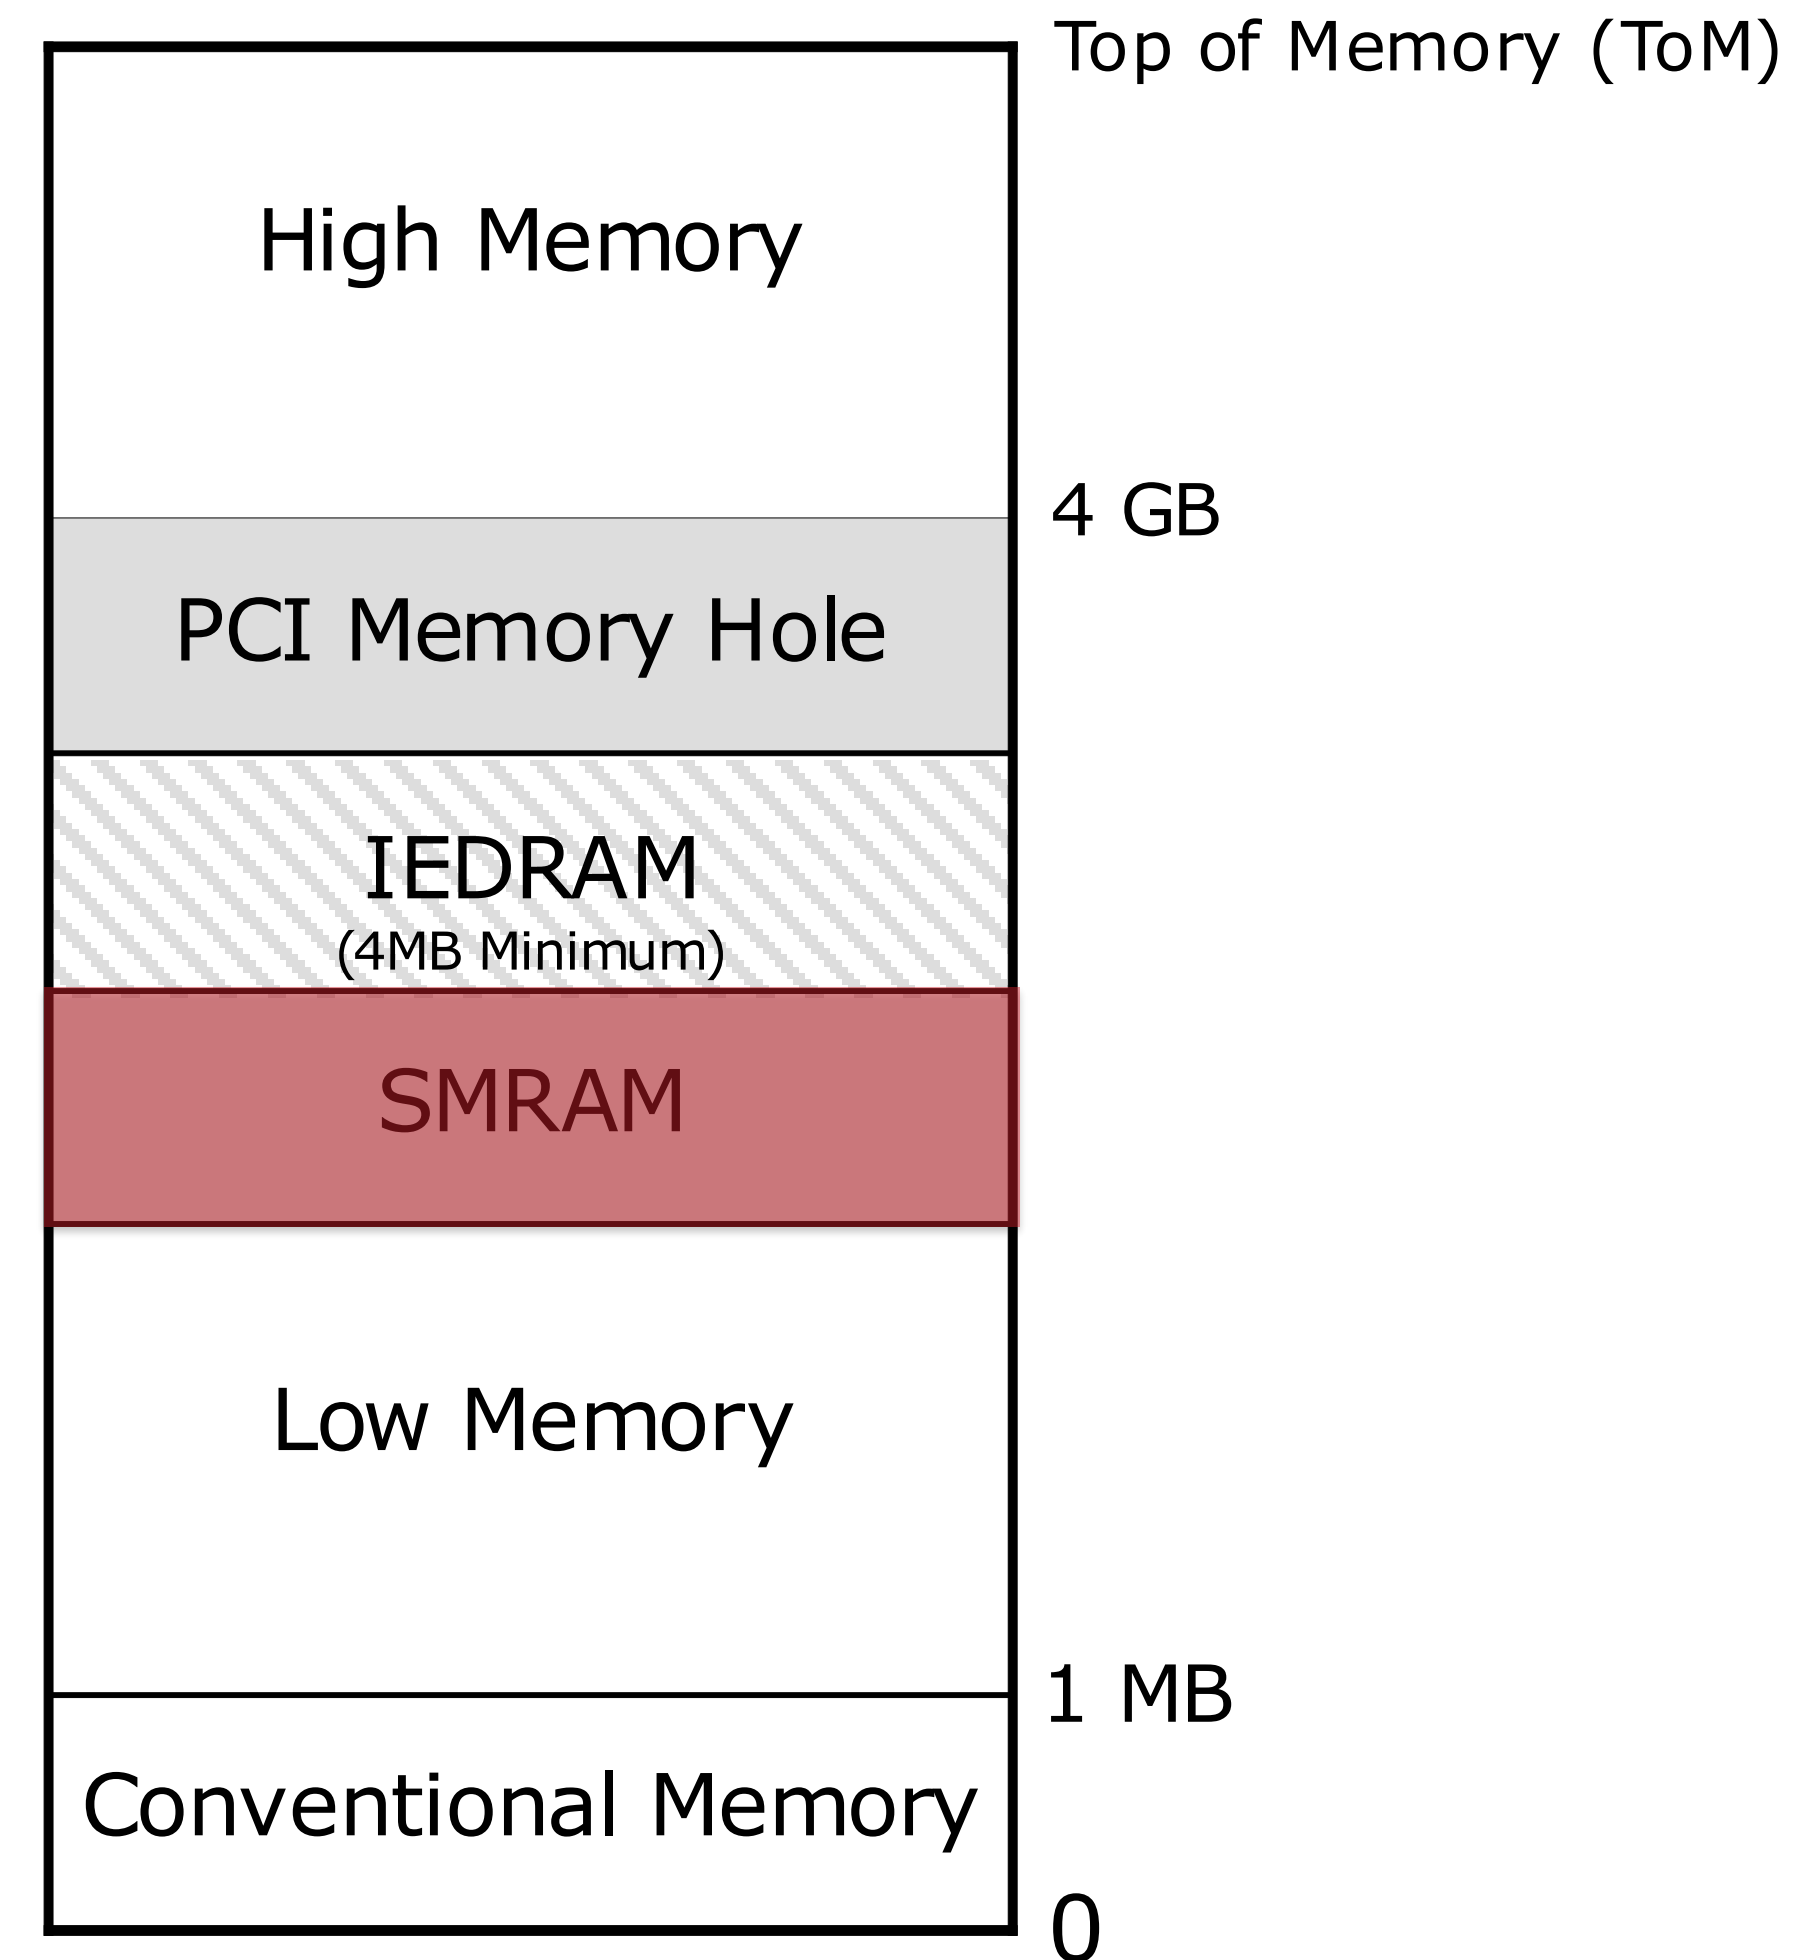 Top of Memory (ToM)
High Memory
4 GB
PCI Memory Hole
IEDRAM
(4MB Minimum)
SMRAM
Low Memory
1 MB
Conventional Memory
0